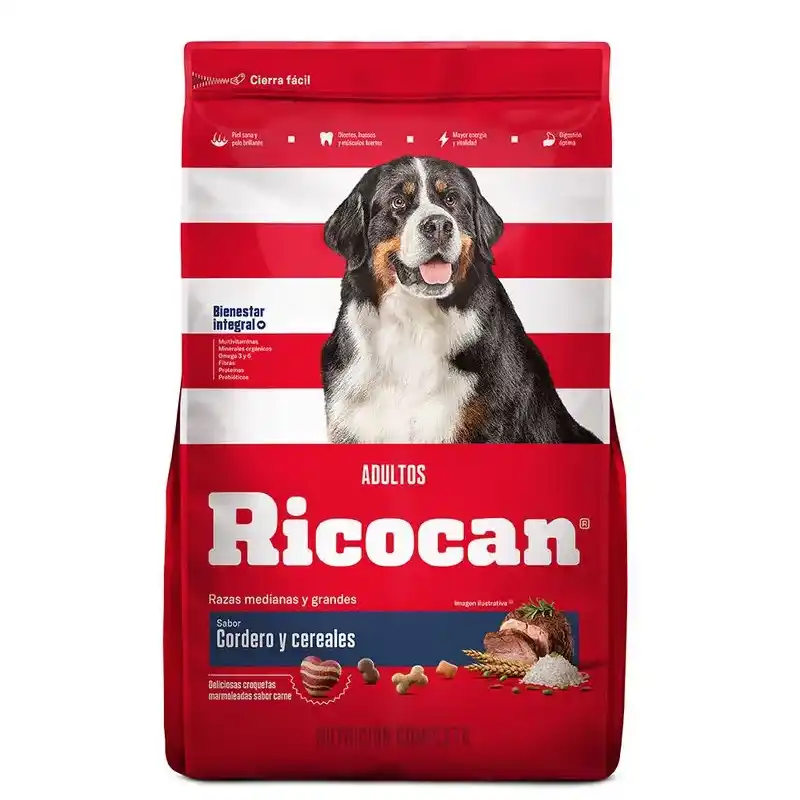 Cierra fácil
Piel sana y
pelo brillante
Dientes, huesos
y músculos fuertes
Mayor energía
y vitalidad
Digestión
óptima
Bienestar
integral
Multivitaminas
Minerales orgánicos
Omega 3 y 6
Fibras
Proteínas
Prebióticos
ADULTOS
Ricocan®
Razas medianas y grandes
Imagen ilustrativa
Sabor
Cordero y cereales
Deliciosas croquetas
marmoleadas sabor carne
NUTRICIÓN COMPLETA